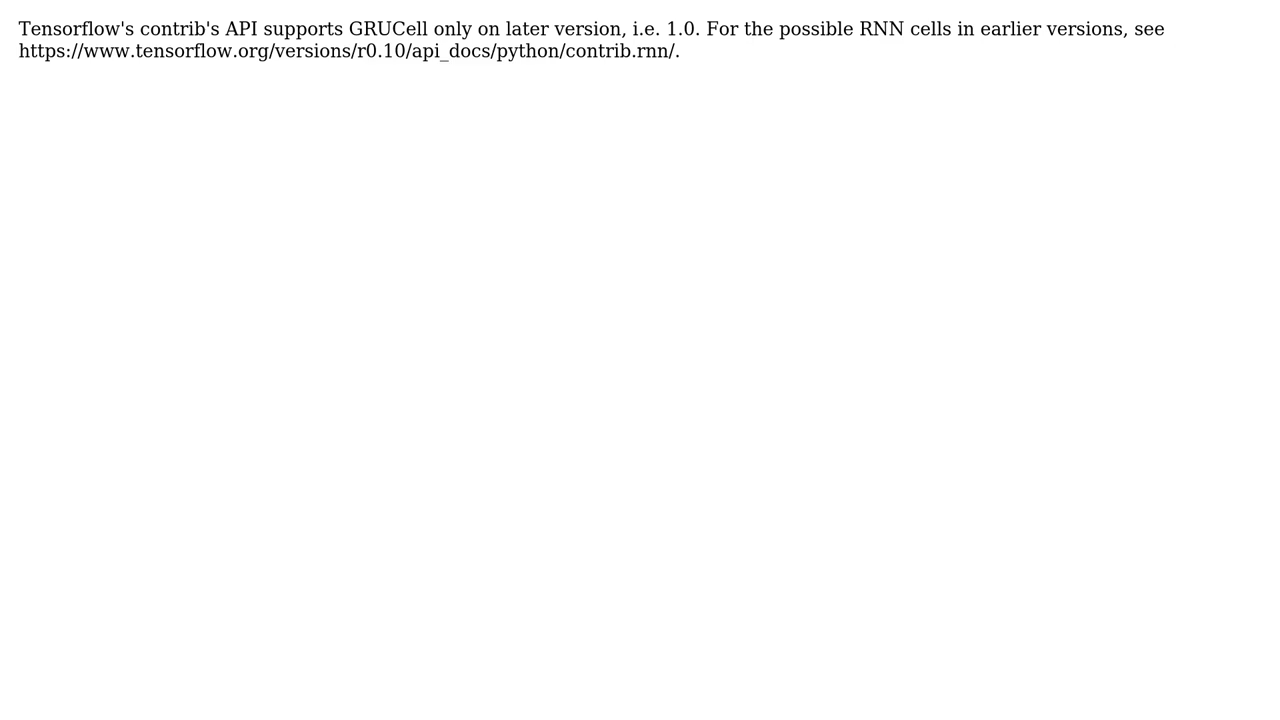 Tensorflow's contrib's API supports GRUCell only on later version, i.e. 1.0. For the possible RNN cells in earlier versions, see
https://www.tensorflow.org/versions/r0.10/api_docs/python/contrib.rnn/.